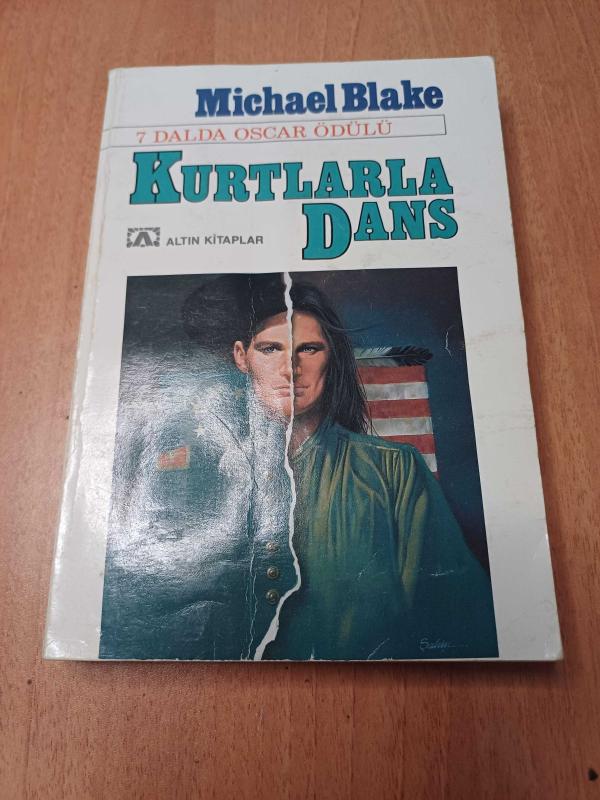 Michael Blake
7 DALDA OSCAR ÖDÜLÜ
KURTLARLA
DANS
ALTIN KİTAPLAR